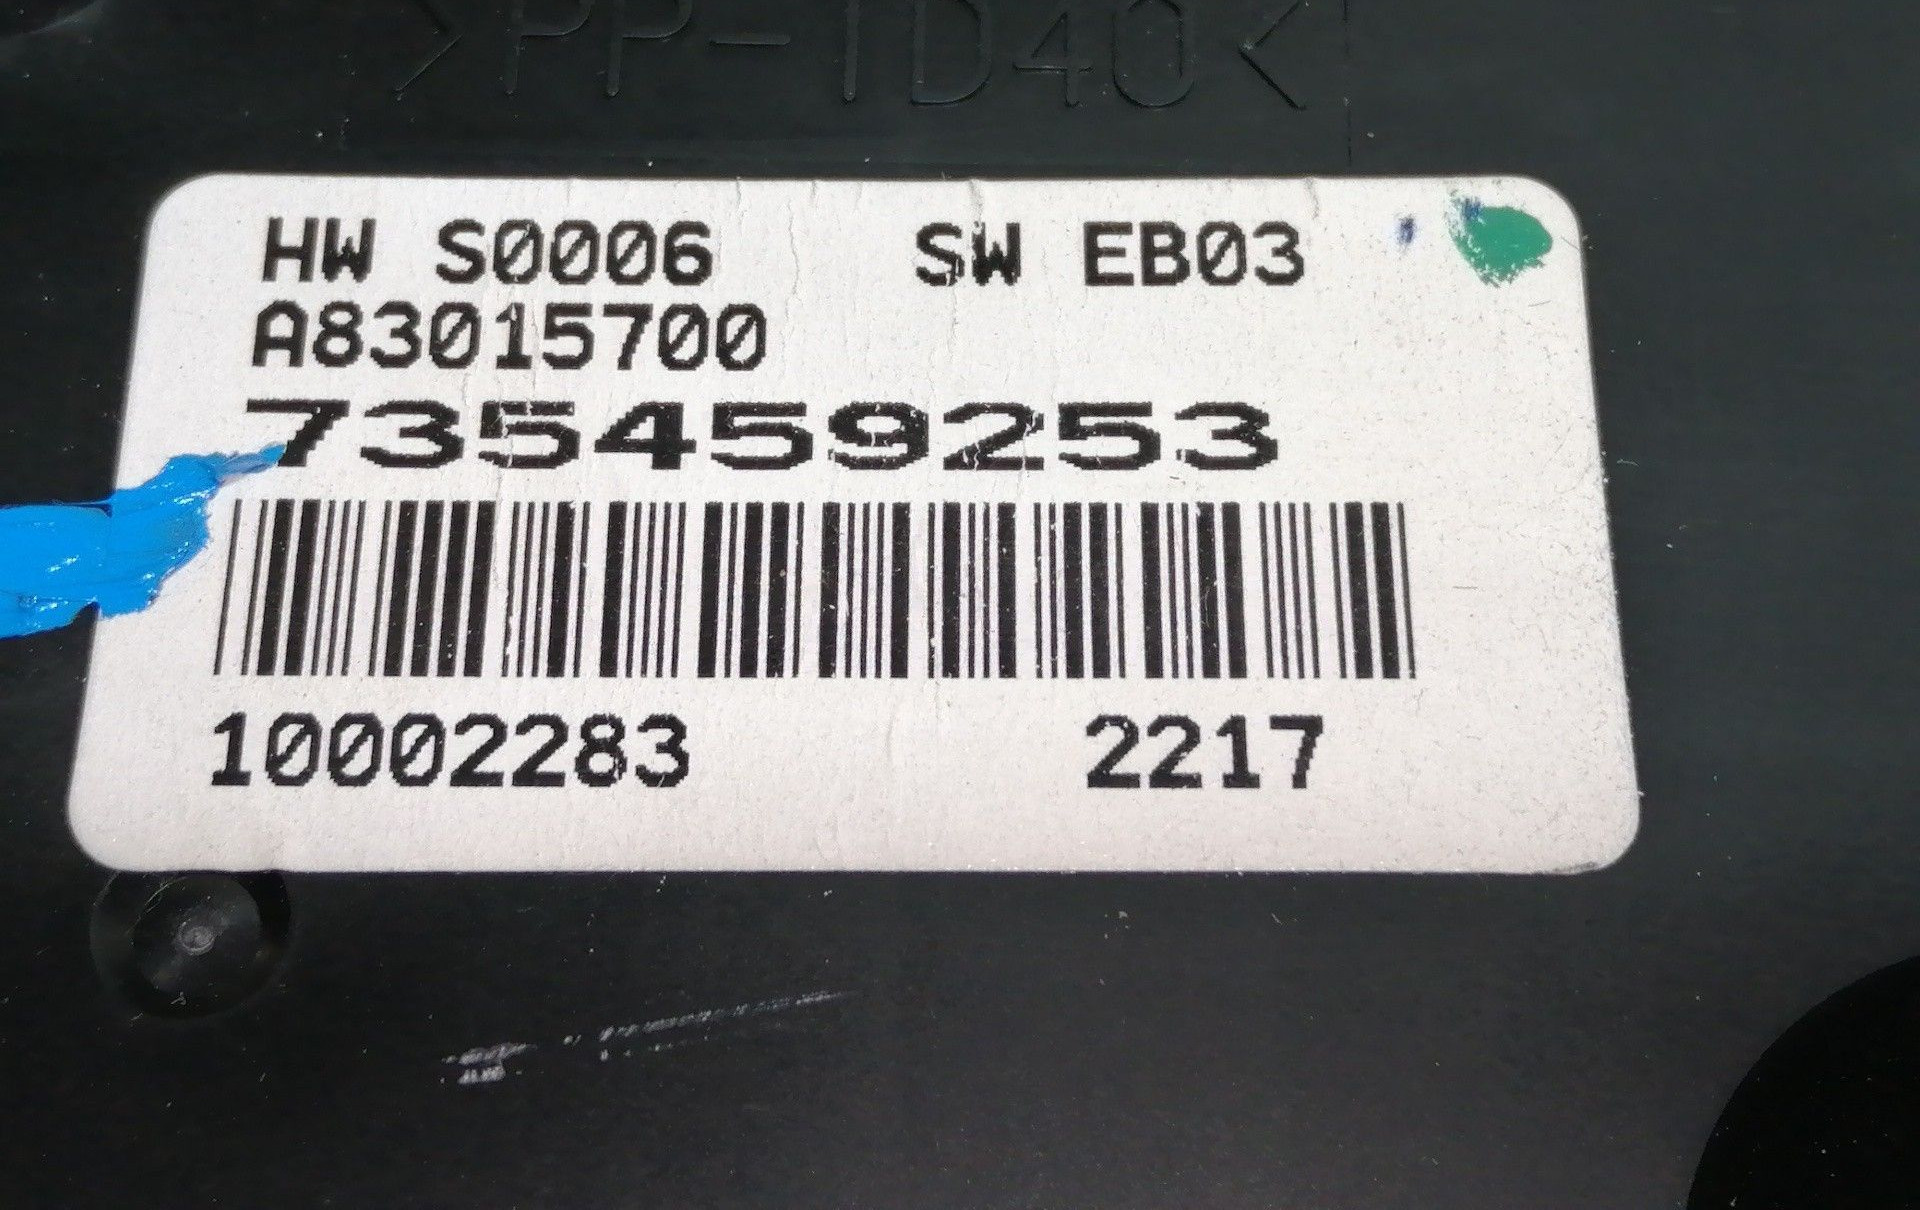 >PP-TD40<
HW S0006 SW EB03
A83015700
735459253
10002283 2217